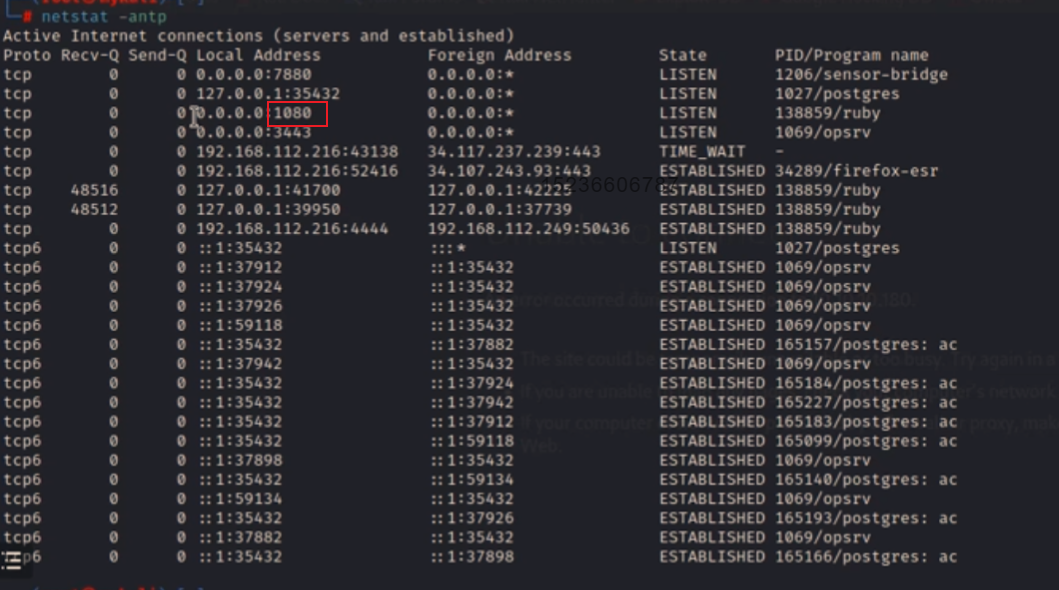 # netstat -antp
Active Internet connections (servers and established)
Proto Recv-Q Send-Q Local Address Foreign Address State PID/Program name
tcp 0 0 0.0.0.0:7880 0.0.0.0:* LISTEN 1206/sensor-bridge
tcp 0 0 127.0.0.1:35432 0.0.0.0:* LISTEN 1027/postgres
tcp 0 0 0.0.0.0:1080 0.0.0.0:* LISTEN 138859/ruby
tcp 0 0 0.0.0.0:3443 0.0.0.0:* LISTEN 1069/opsrv
tcp 0 0 192.168.112.216:43138 34.117.237.239:443 TIME_WAIT -
tcp 0 0 192.168.112.216:52416 34.107.243.93:443 ESTABLISHED 34289/firefox-esr
tcp 48516 0 127.0.0.1:41700 127.0.0.1:42225 ESTABLISHED 138859/ruby
tcp 48512 0 127.0.0.1:39950 127.0.0.1:37739 ESTABLISHED 138859/ruby
tcp 0 0 192.168.112.216:4444 192.168.112.249:50436 ESTABLISHED 138859/ruby
tcp6 0 0 ::1:35432 :::* LISTEN 1027/postgres
tcp6 0 0 ::1:37912 ::1:35432 ESTABLISHED 1069/opsrv
tcp6 0 0 ::1:37924 ::1:35432 ESTABLISHED 1069/opsrv
tcp6 0 0 ::1:37926 ::1:35432 ESTABLISHED 1069/opsrv
tcp6 0 0 ::1:59118 ::1:35432 ESTABLISHED 1069/opsrv
tcp6 0 0 ::1:35432 ::1:37882 ESTABLISHED 165157/postgres: ac
tcp6 0 0 ::1:37942 ::1:35432 ESTABLISHED 1069/opsrv
tcp6 0 0 ::1:35432 ::1:37924 ESTABLISHED 165184/postgres: ac
tcp6 0 0 ::1:35432 ::1:37942 ESTABLISHED 165227/postgres: ac
tcp6 0 0 ::1:35432 ::1:37912 ESTABLISHED 165183/postgres: ac
tcp6 0 0 ::1:35432 ::1:59118 ESTABLISHED 165099/postgres: ac
tcp6 0 0 ::1:37898 ::1:35432 ESTABLISHED 1069/opsrv
tcp6 0 0 ::1:35432 ::1:59134 ESTABLISHED 165140/postgres: ac
tcp6 0 0 ::1:59134 ::1:35432 ESTABLISHED 1069/opsrv
tcp6 0 0 ::1:35432 ::1:37926 ESTABLISHED 165193/postgres: ac
tcp6 0 0 ::1:37882 ::1:35432 ESTABLISHED 1069/opsrv
tcp6 0 0 ::1:35432 ::1:37898 ESTABLISHED 165166/postgres: ac